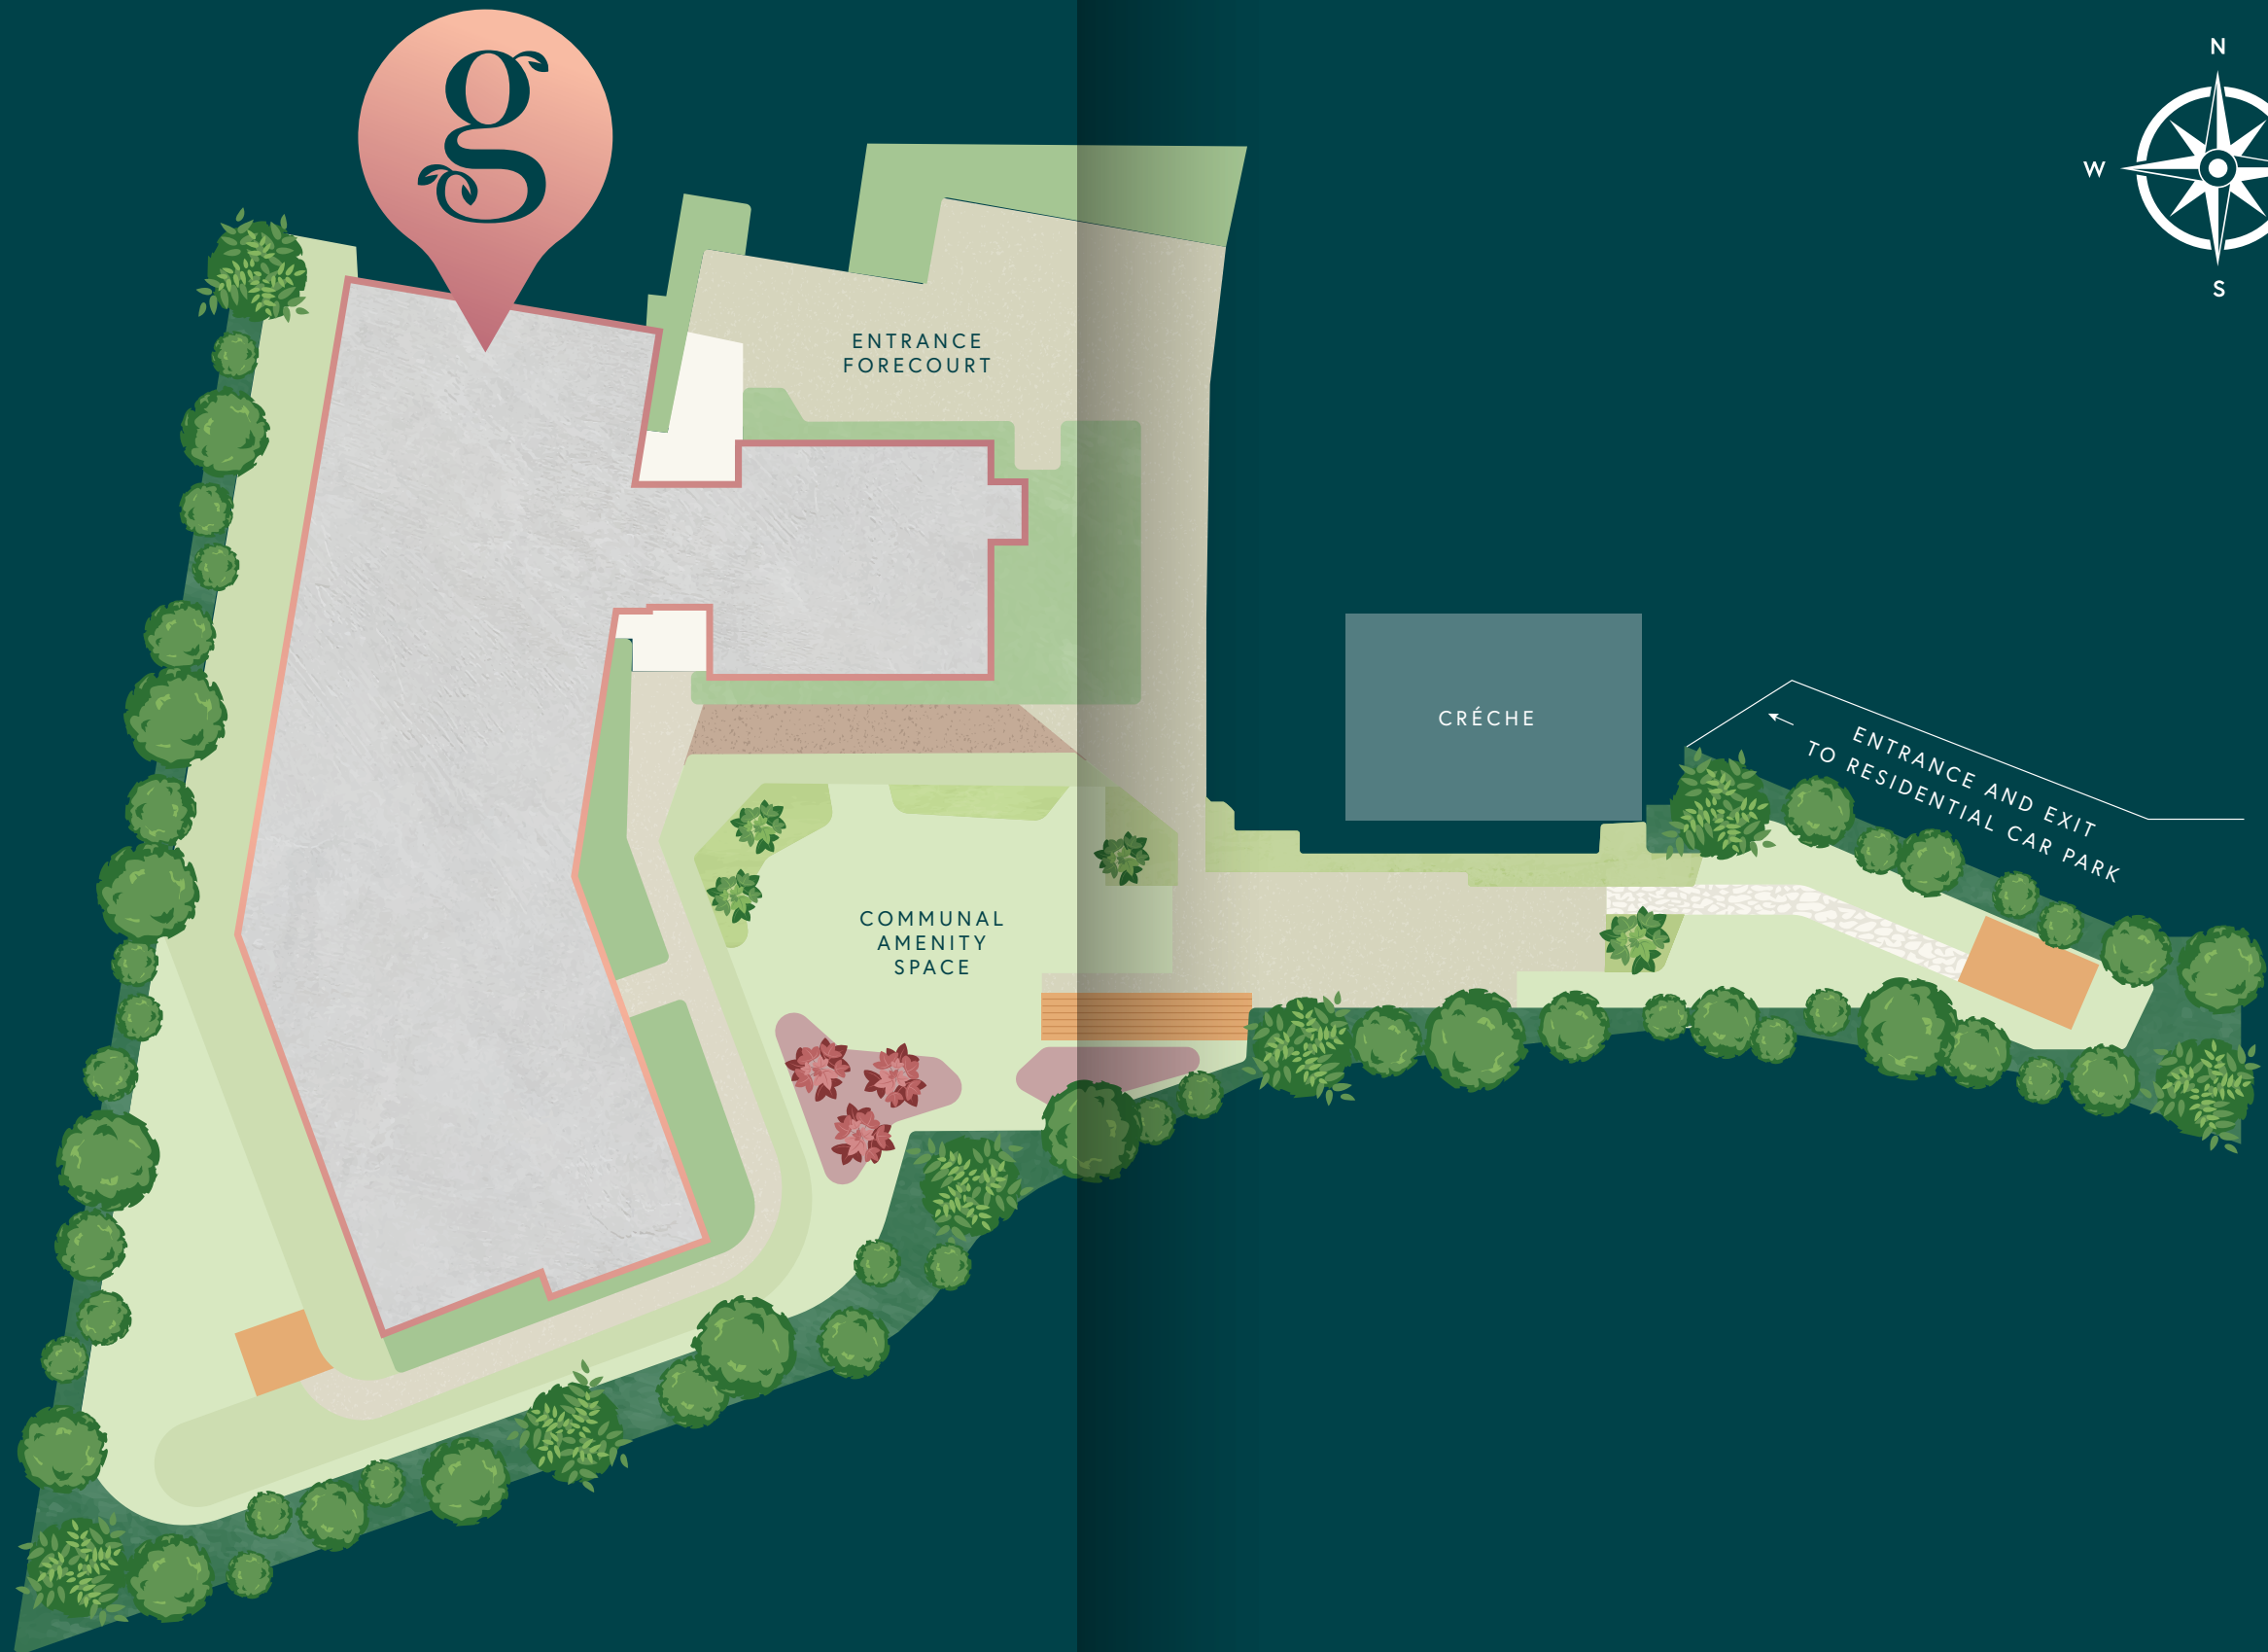 g
N
W
S
ENTRANCE
FORECOURT
CRÉCHE
ENTRANCE AND EXIT
TO RESIDENTIAL CAR PARK
COMMUNAL
AMENITY
SPACE